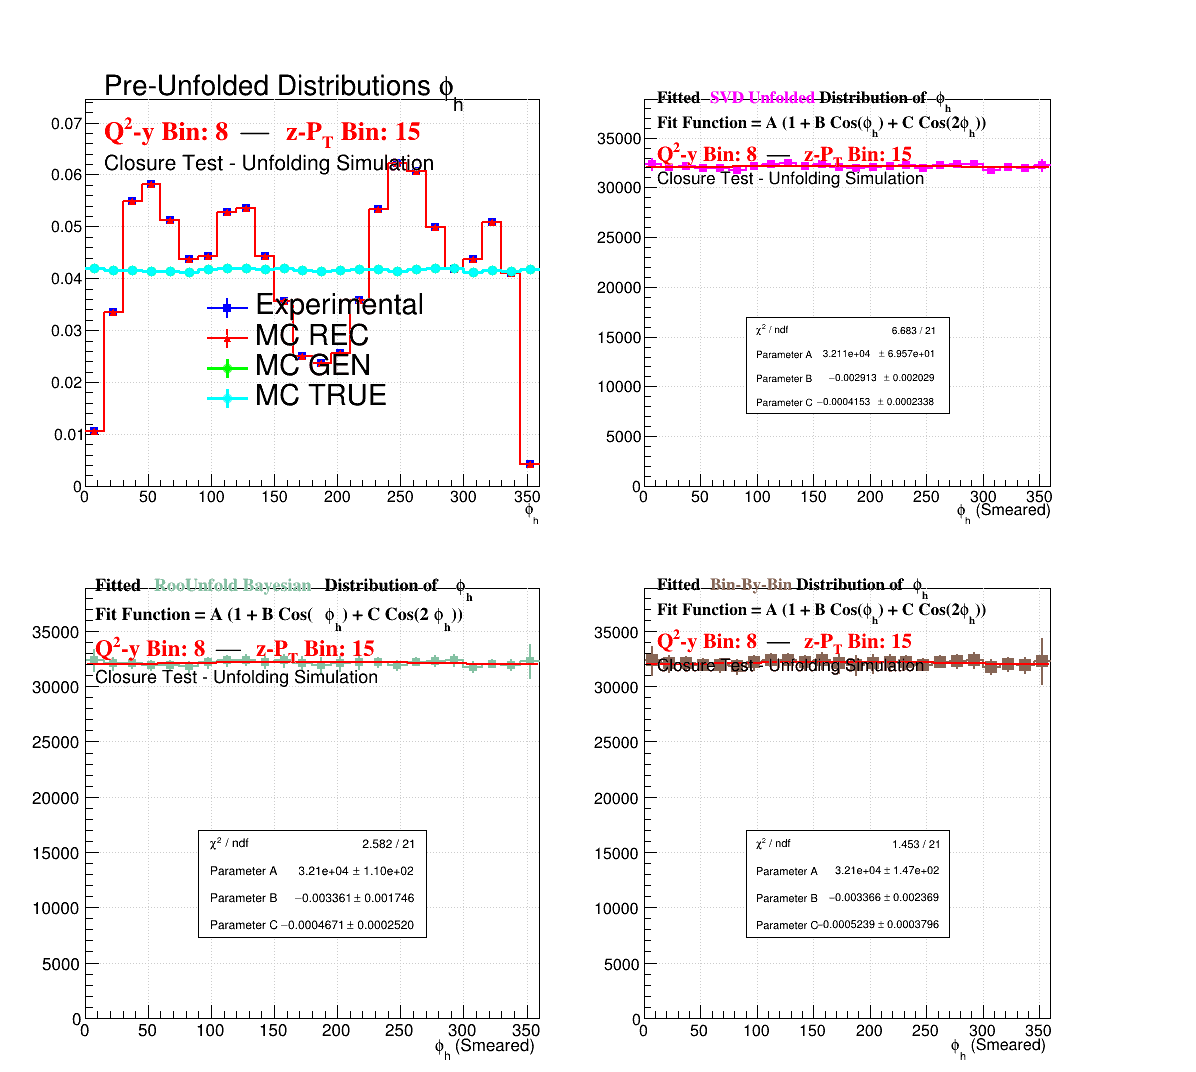 Pre-Unfolded Distributions ϕh
Q2-y Bin: 8 — z-PT Bin: 15
Closure Test - Unfolding Simulation
0.07
0.06
0.05
0.04
0.03
0.02
0.01
0
Experimental
MC REC
MC GEN
MC TRUE
0 50 100 150 200 250 300 350
ϕh
Fitted SVD Unfolded Distribution of ϕh
Fit Function = A (1 + B Cos(ϕh) + C Cos(2ϕh))
Q2-y Bin: 8 — z-PT Bin: 15
Closure Test - Unfolding Simulation
35000
30000
25000
20000
15000
10000
5000
0
χ2 / ndf 6.683 / 21
Parameter A 3.211e+04 ± 6.957e+01
Parameter B −0.002913 ± 0.002029
Parameter C −0.0004153 ± 0.0002338
0 50 100 150 200 250 300 350
ϕh (Smeared)
Fitted RooUnfold Bayesian Distribution of ϕh
Fit Function = A (1 + B Cos( ϕh) + C Cos(2 ϕh))
Q2-y Bin: 8 — z-PT Bin: 15
Closure Test - Unfolding Simulation
35000
30000
25000
20000
15000
10000
5000
0
χ2 / ndf 2.582 / 21
Parameter A 3.21e+04 ± 1.10e+02
Parameter B −0.003361 ± 0.001746
Parameter C −0.0004671 ± 0.0002520
0 50 100 150 200 250 300 350
ϕh (Smeared)
Fitted Bin-By-Bin Distribution of ϕh
Fit Function = A (1 + B Cos(ϕh) + C Cos(2ϕh))
Q2-y Bin: 8 — z-PT Bin: 15
Closure Test - Unfolding Simulation
35000
30000
25000
20000
15000
10000
5000
0
χ2 / ndf 1.453 / 21
Parameter A 3.21e+04 ± 1.47e+02
Parameter B −0.003366 ± 0.002369
Parameter C −0.0005239 ± 0.0003796
0 50 100 150 200 250 300 350
ϕh (Smeared)